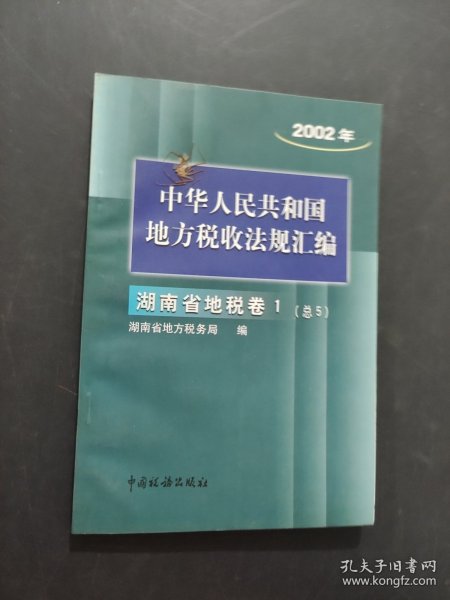 2002年
中华人民共和国
地方税收法规汇编
湖南省地税卷1
[总5]
湖南省地方税务局 编
中国税务出版社
孔夫子旧书网
www.kongfz.com